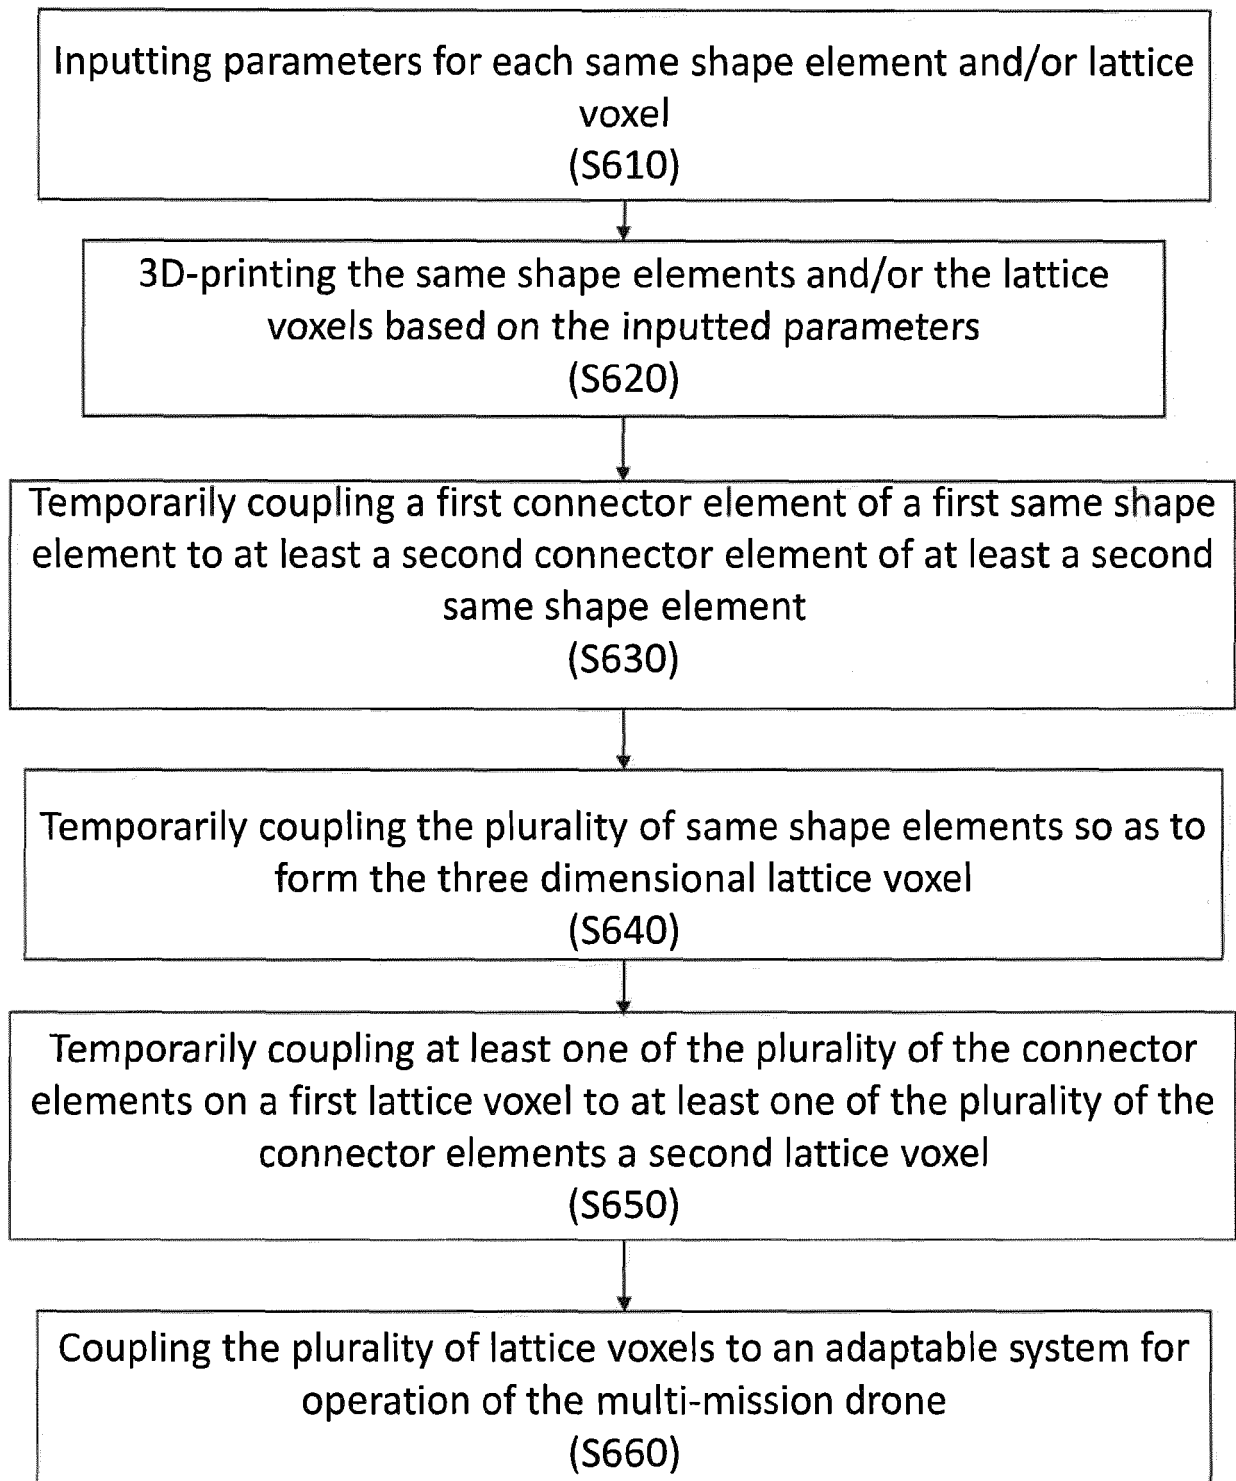 Inputting parameters for each same shape element and/or lattice
voxel
(S610)
3D-printing the same shape elements and/or the lattice
voxels based on the inputted parameters
(S620)
Temporarily coupling a first connector element of a first same shape
element to at least a second connector element of at least a second
same shape element
(S630)
Temporarily coupling the plurality of same shape elements so as to
form the three dimensional lattice voxel
(S640)
Temporarily coupling at least one of the plurality of the connector
elements on a first lattice voxel to at least one of the plurality of the
connector elements a second lattice voxel
(S650)
Coupling the plurality of lattice voxels to an adaptable system for
operation of the multi-mission drone
(S660)